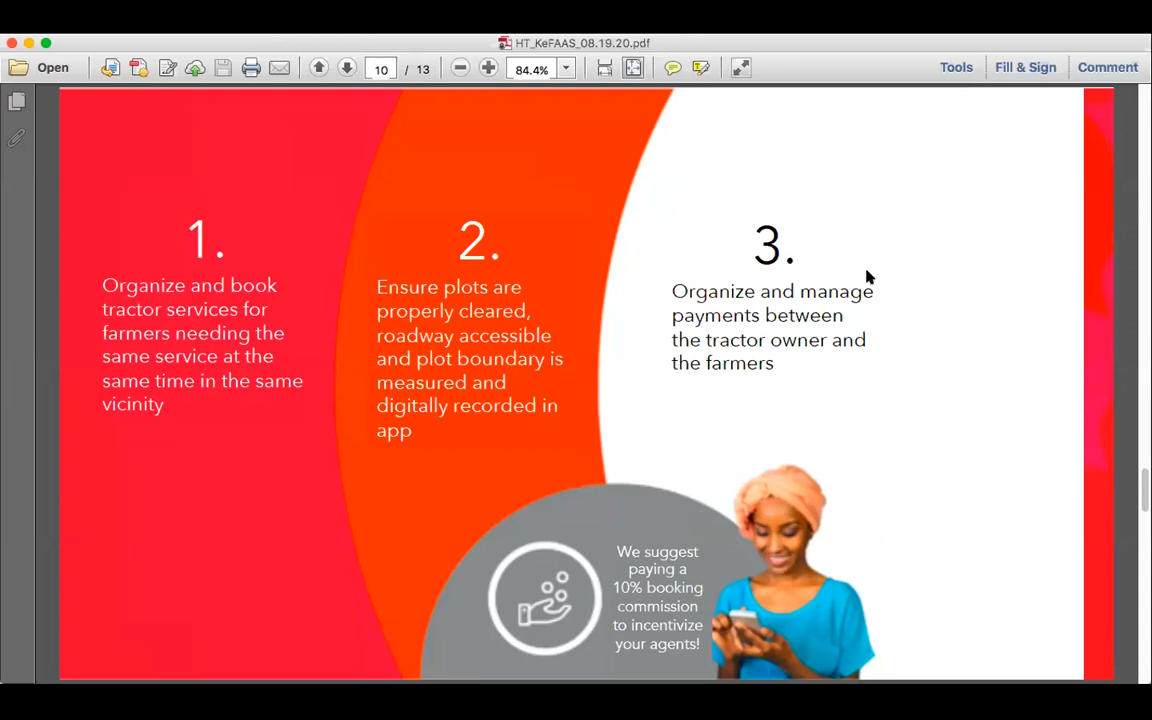 HT_KeFAAS_08.19.20.pdf
Open
10 / 13
84.4%
Tools
Fill & Sign
Comment
1.
Organize and book
tractor services for
farmers needing the
same service at the
same time in the same
vicinity
2.
Ensure plots are
properly cleared,
roadway accessible
and plot boundary is
measured and
digitally recorded in
app
3.
Organize and manage
payments between
the tractor owner and
the farmers
We suggest
paying a
10% booking
commission
to incentivize
your agents!